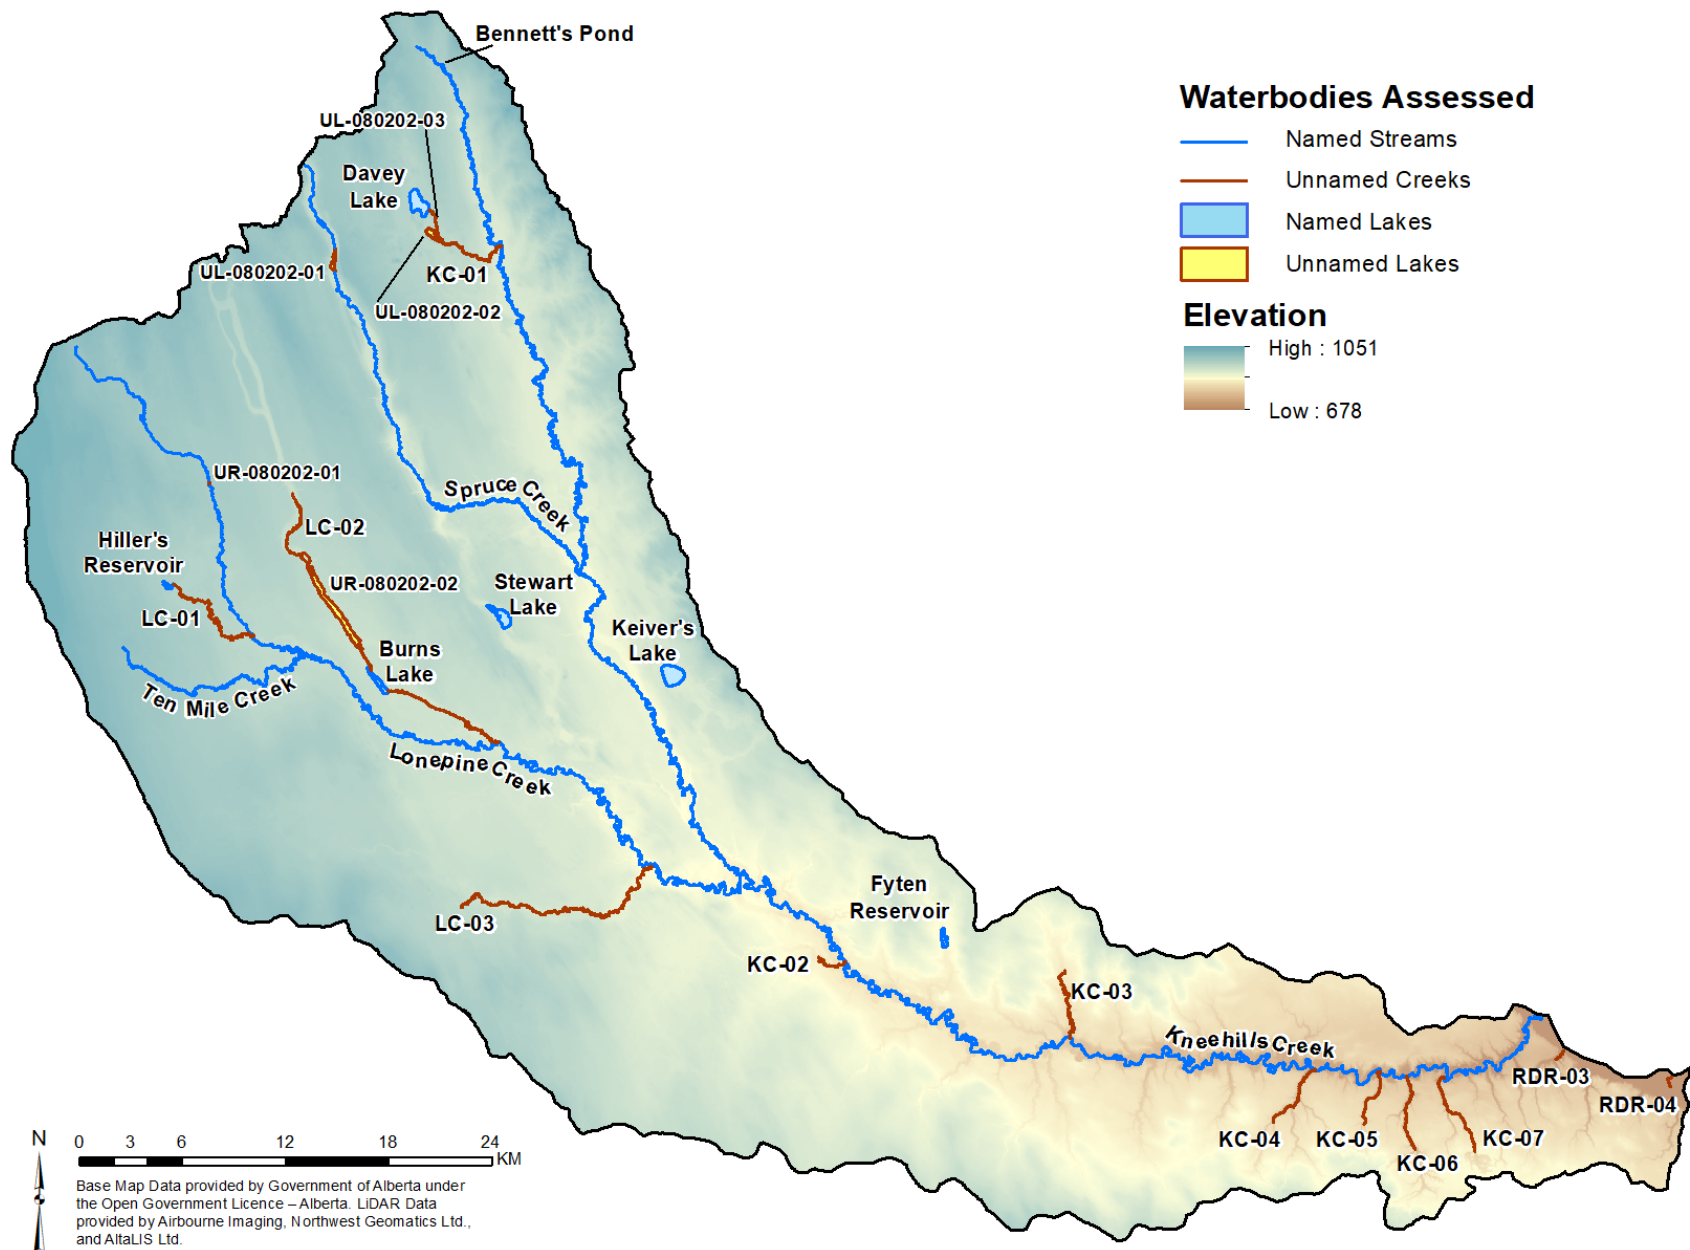 Bennett's Pond
UL-080202-03
Davey
Lake
UL-080202-01
KC-01
UL-080202-02
UR-080202-01
LC-02
Hiller's
Reservoir
UR-080202-02
LC-01
Spruce Creek
Stewart
Lake
Keiver's
Lake
Burns
Lake
Ten Mile Creek
Lonepine Creek
LC-03
Fyten
Reservoir
KC-02
KC-03
Kneehills Creek
RDR-03
RDR-04
KC-04
KC-05
KC-06
KC-07
Waterbodies Assessed
Named Streams
Unnamed Creeks
Named Lakes
Unnamed Lakes
Elevation
High : 1051
Low : 678
N
0 3 6 12 18 24
KM
Base Map Data provided by Government of Alberta under
the Open Government Licence – Alberta. LiDAR Data
provided by Airbourne Imaging, Northwest Geomatics Ltd.,
and AltaLIS Ltd.